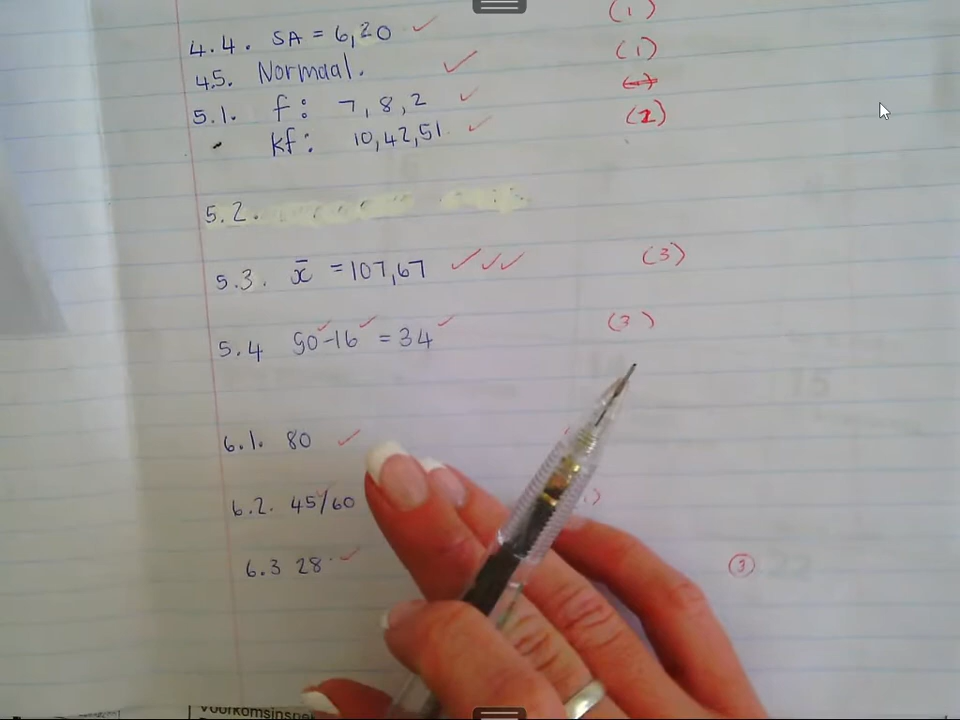 (1)
4.4. SA = 6,20 ✓
(1)
4.5. Normaal. ✓
(1)
5.1. f: 7, 8, 2 ✓
(2)
kf: 10, 42, 51 ✓
5.2.
5.3. x̄ = 107,67 ✓✓✓ (3)
5.4 50-16 = 34 (3)
6.1. 80 ✓
6.2. 45/60
6.3 28 ✓ (3)